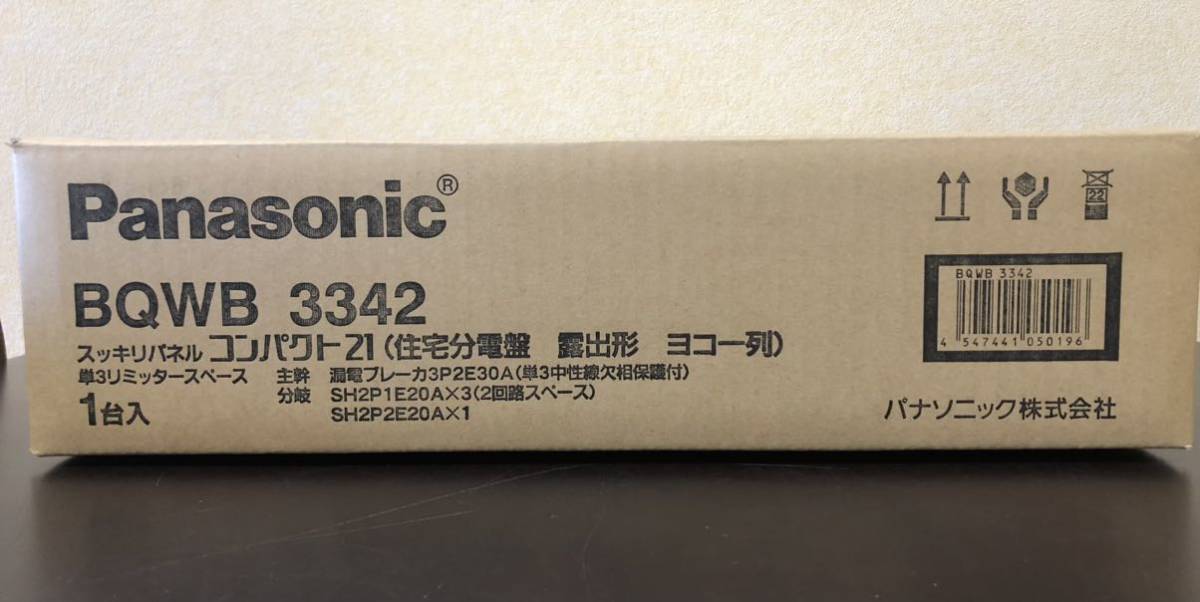 Panasonic®
BQWB 3342
スッキリパネル コンパクト21(住宅分電盤 露出形 ヨコ一列)
単3リミッタースペース 主幹 漏電ブレーカ3P2E30A(単3中性線欠相保護付)
分岐 SH2P1E20A×3(2回路スペース)
SH2P2E20A×1
1台入
22
BQWB 3342
4 547441 050196
パナソニック株式会社